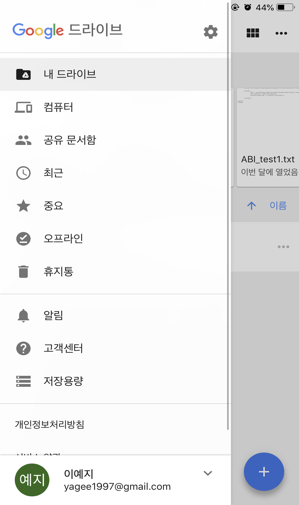 Google 드라이브
44%
내 드라이브
컴퓨터
공유 문서함
최근
중요
오프라인
휴지통
알림
고객센터
저장용량
개인정보처리방침
ABI_test1.txt
이번 달에 열었음
이름
예지
이예지
yagee1997@gmail.com